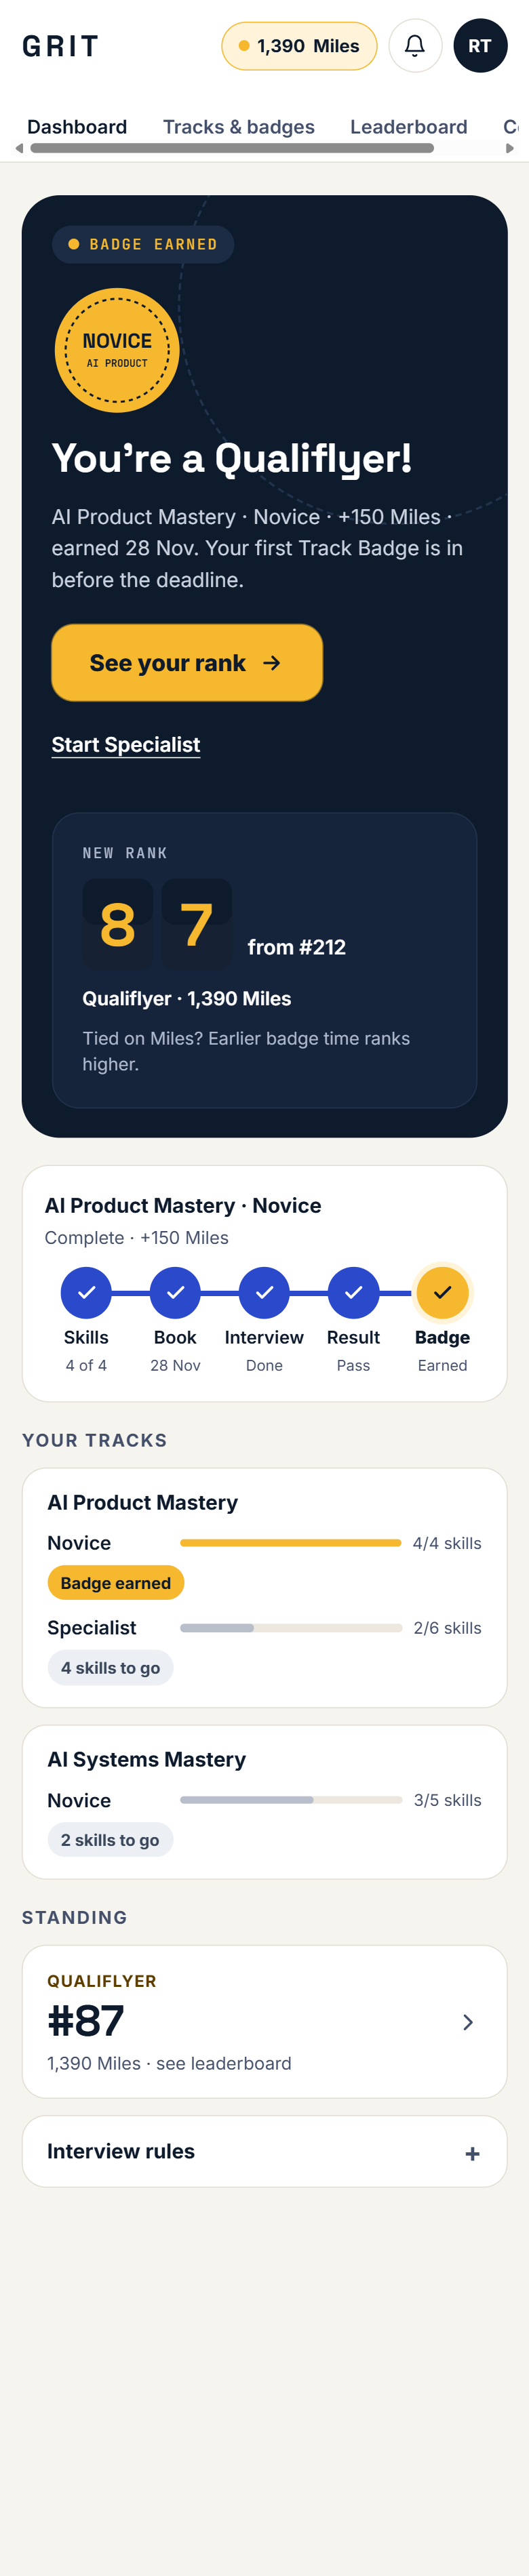 GRIT
1,390 Miles
RT
Dashboard
Tracks & badges
Leaderboard
BADGE EARNED
NOVICE
AI PRODUCT
You're a Qualiflyer!
AI Product Mastery · Novice · +150 Miles ·
earned 28 Nov. Your first Track Badge is in
before the deadline.
See your rank →
Start Specialist
NEW RANK
8 7 from #212
Qualiflyer · 1,390 Miles
Tied on Miles? Earlier badge time ranks
higher.
AI Product Mastery · Novice
Complete · +150 Miles
Skills Book Interview Result Badge
4 of 4 28 Nov Done Pass Earned
YOUR TRACKS
AI Product Mastery
Novice 4/4 skills
Badge earned
Specialist 2/6 skills
4 skills to go
AI Systems Mastery
Novice 3/5 skills
2 skills to go
STANDING
QUALIFLYER
#87
1,390 Miles · see leaderboard
Interview rules +